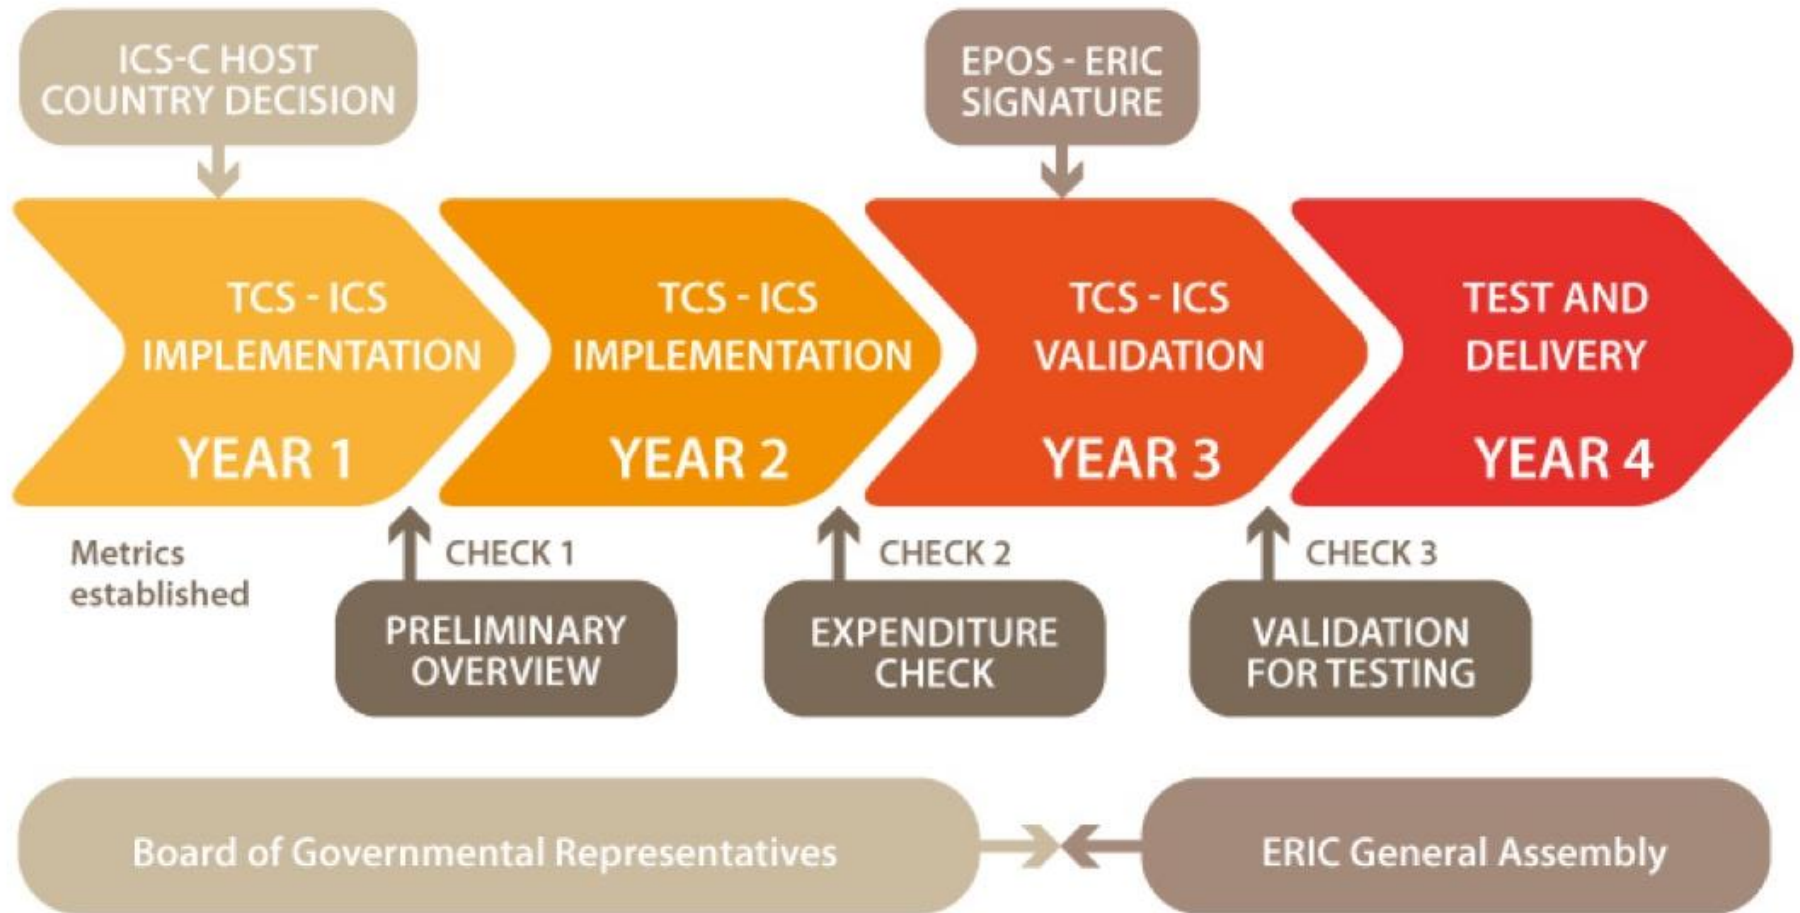 ICS-C HOST
COUNTRY DECISION
EPOS - ERIC
SIGNATURE
TCS - ICS
IMPLEMENTATION
YEAR 1
TCS - ICS
IMPLEMENTATION
YEAR 2
TCS - ICS
VALIDATION
YEAR 3
TEST AND
DELIVERY
YEAR 4
Metrics
established
CHECK 1
PRELIMINARY
OVERVIEW
CHECK 2
EXPENDITURE
CHECK
CHECK 3
VALIDATION
FOR TESTING
Board of Governmental Representatives
ERIC General Assembly